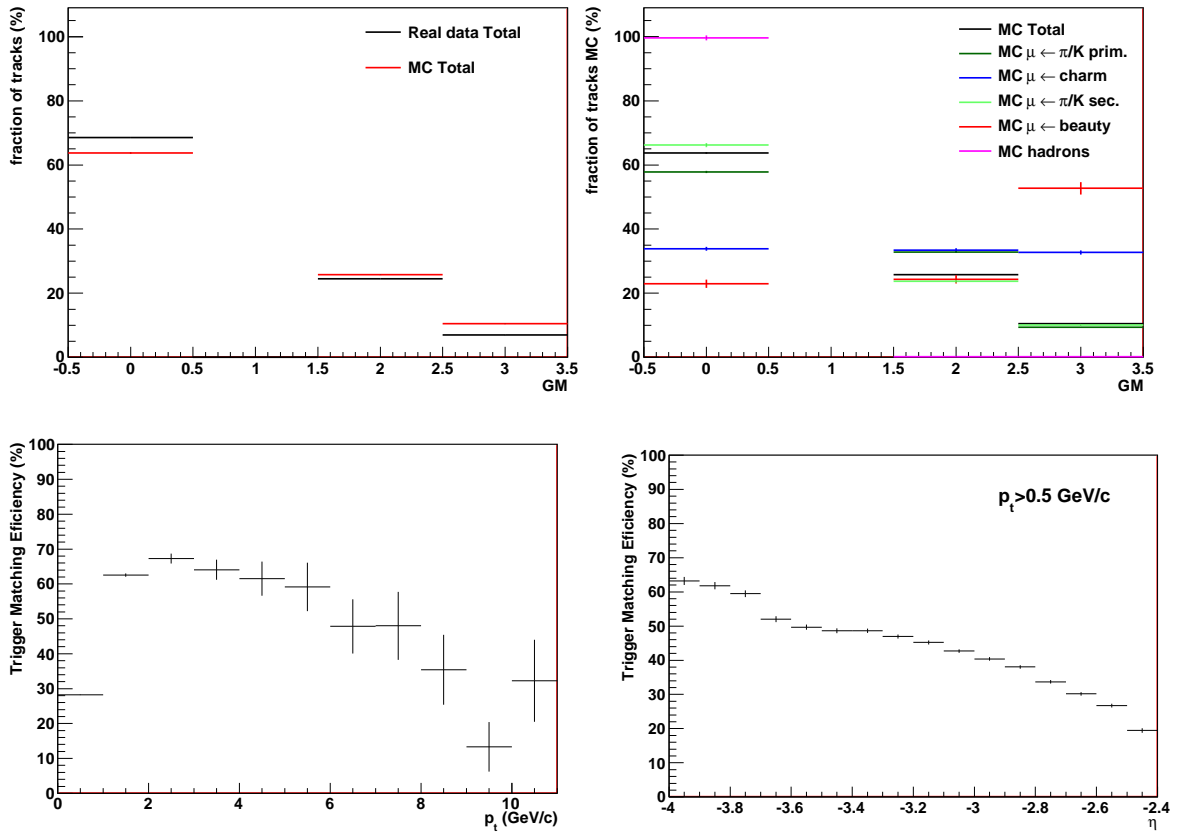 fraction of tracks (%)
100
80
60
40
20
0
-0.5 0 0.5 1 1.5 2 2.5 3 3.5
GM
Real data Total
MC Total
fraction of tracks MC (%)
100
80
60
40
20
0
-0.5 0 0.5 1 1.5 2 2.5 3 3.5
GM
MC Total
MC μ ← π/K prim.
MC μ ← charm
MC μ ← π/K sec.
MC μ ← beauty
MC hadrons
Trigger Matching Eficiency (%)
100
90
80
70
60
50
40
30
20
10
0
0 2 4 6 8 10
p_t (GeV/c)
Trigger Matching Eficiency (%)
100
90
80
70
60
50
40
30
20
10
0
-4 -3.8 -3.6 -3.4 -3.2 -3 -2.8 -2.6 -2.4
η
p_t>0.5 GeV/c